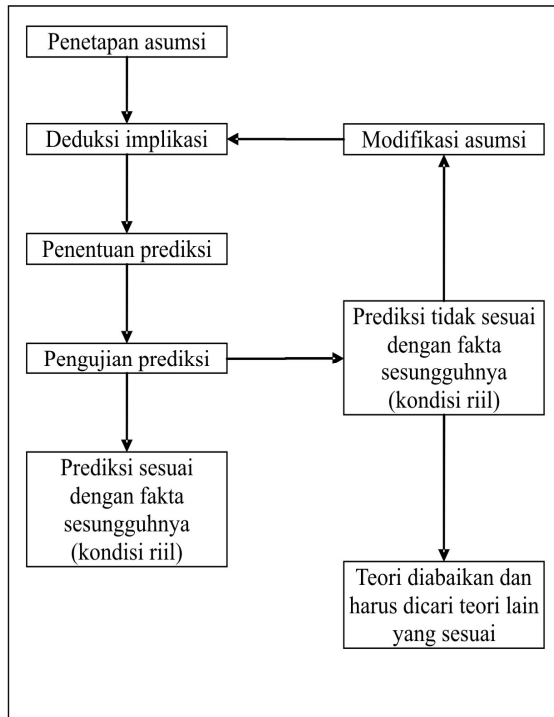 Penetapan asumsi
Deduksi implikasi
Modifikasi asumsi
Penentuan prediksi
Pengujian prediksi
Prediksi tidak sesuai
dengan fakta
sesungguhnya
(kondisi riil)
Prediksi sesuai
dengan fakta
sesungguhnya
(kondisi riil)
Teori diabaikan dan
harus dicari teori lain
yang sesuai